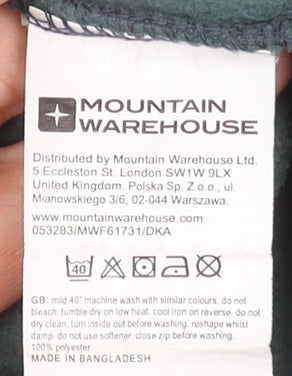 MOUNTAIN
WAREHOUSE
Distributed by Mountain Warehouse Ltd.
5 Eccleston St. London SW1W 9LX
United Kingdom. Polska Sp. Z o.o., ul.
Mianowskiego 3/6, 02-044 Warszawa.
www.mountainwarehouse.com
053283/MWF61731/DKA
40
GB: mild 40° machine wash with similar colours. do not
bleach. tumble dry on low heat. cool iron on reverse. do not
dry clean. turn inside out before washing. reshape whilst
damp. do not use softener. close zip before washing.
100% polyester
MADE IN BANGLADESH